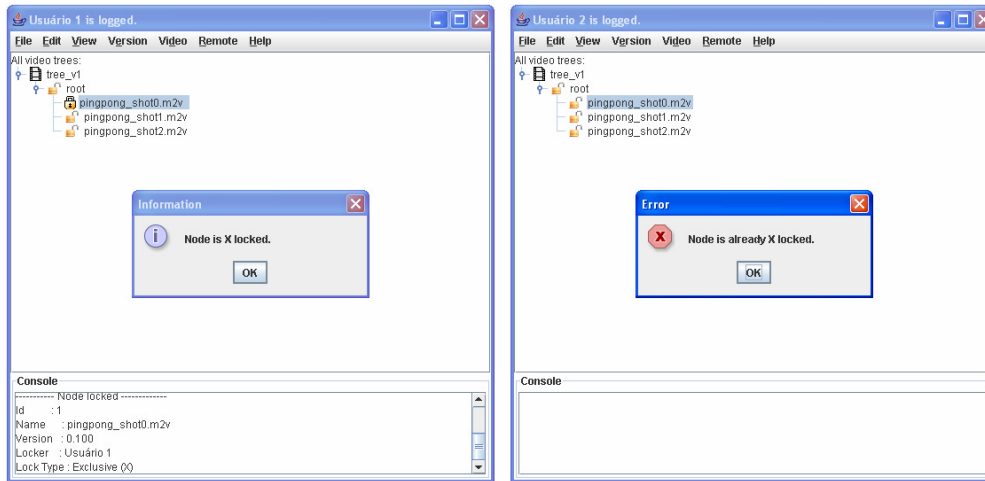 Usuário 1 is logged.
File Edit View Version Video Remote Help
All video trees:
tree_v1
root
pingpong_shot0.m2v
pingpong_shot1.m2v
pingpong_shot2.m2v
Information
Node is X locked.
OK
Console
---------- Node locked -------------
Id : 1
Name : pingpong_shot0.m2v
Version : 0.100
Locker : Usuário 1
Lock Type : Exclusive (X)
Usuário 2 is logged.
File Edit View Version Video Remote Help
All video trees:
tree_v1
root
pingpong_shot0.m2v
pingpong_shot1.m2v
pingpong_shot2.m2v
Error
Node is already X locked.
OK
Console